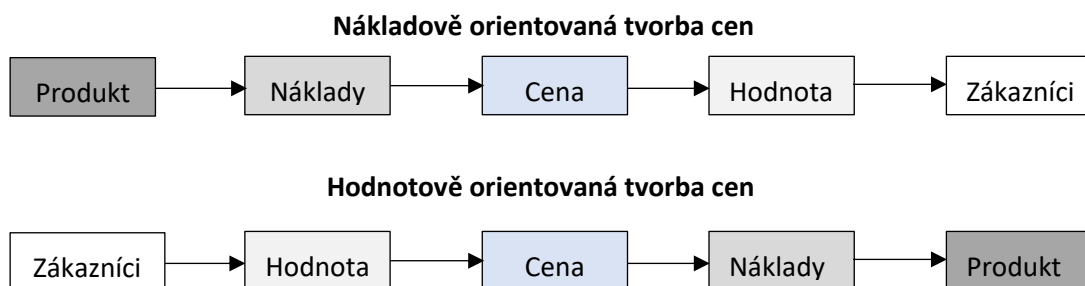 Nákladově orientovaná tvorba cen
Produkt Náklady Cena Hodnota Zákazníci
Hodnotově orientovaná tvorba cen
Zákazníci Hodnota Cena Náklady Produkt